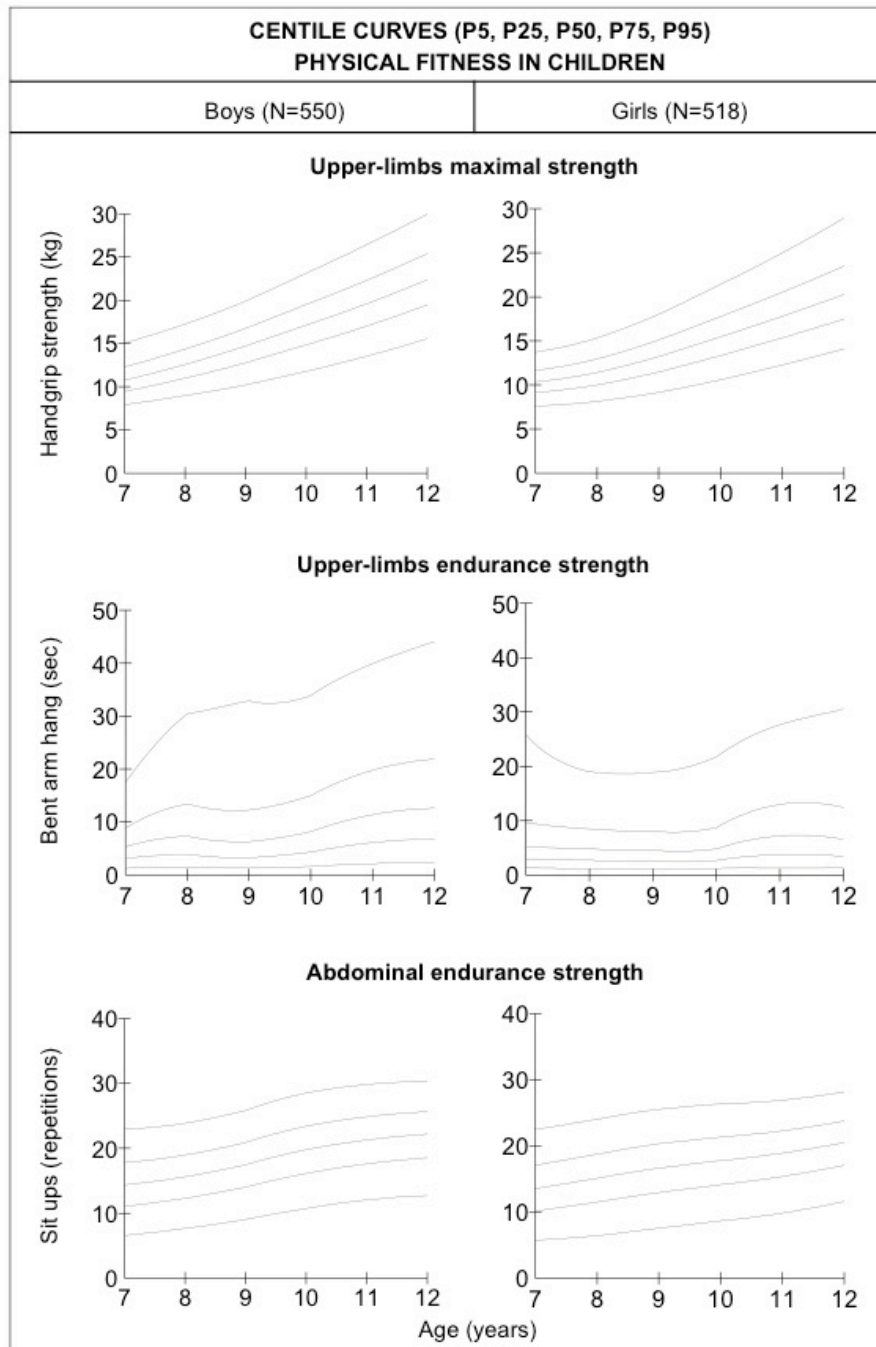 CENTILE CURVES (P5, P25, P50, P75, P95)
PHYSICAL FITNESS IN CHILDREN
Boys (N=550)
Girls (N=518)
Upper-limbs maximal strength
Handgrip strength (kg)
30
25
20
15
10
5
0
7 8 9 10 11 12
30
25
20
15
10
5
0
7 8 9 10 11 12
Upper-limbs endurance strength
Bent arm hang (sec)
50
40
30
20
10
0
7 8 9 10 11 12
50
40
30
20
10
0
7 8 9 10 11 12
Abdominal endurance strength
Sit ups (repetitions)
40
30
20
10
0
7 8 9 10 11 12
40
30
20
10
0
7 8 9 10 11 12
Age (years)